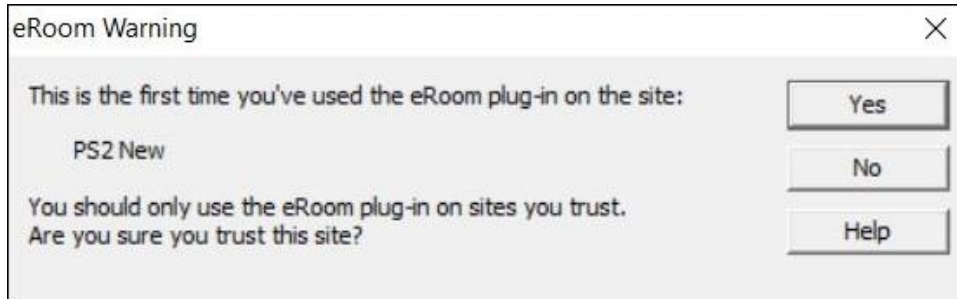 eRoom Warning
This is the first time you've used the eRoom plug-in on the site:
PS2 New
You should only use the eRoom plug-in on sites you trust.
Are you sure you trust this site?
Yes
No
Help